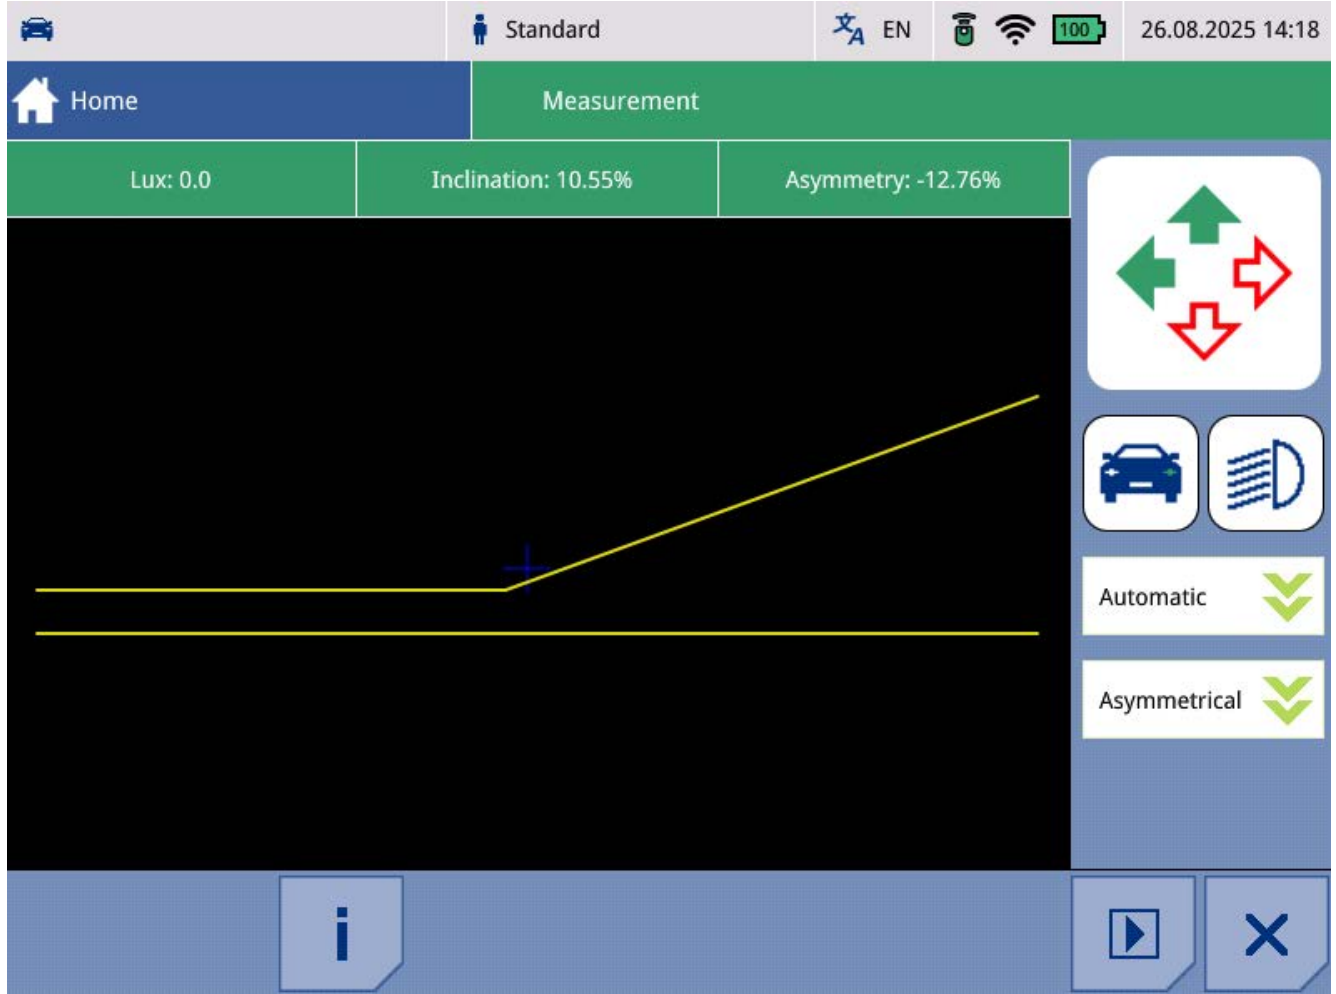 Standard
EN
100
26.08.2025 14:18
Home
Measurement
Lux: 0.0
Inclination: 10.55%
Asymmetry: -12.76%
Automatic
Asymmetrical
i